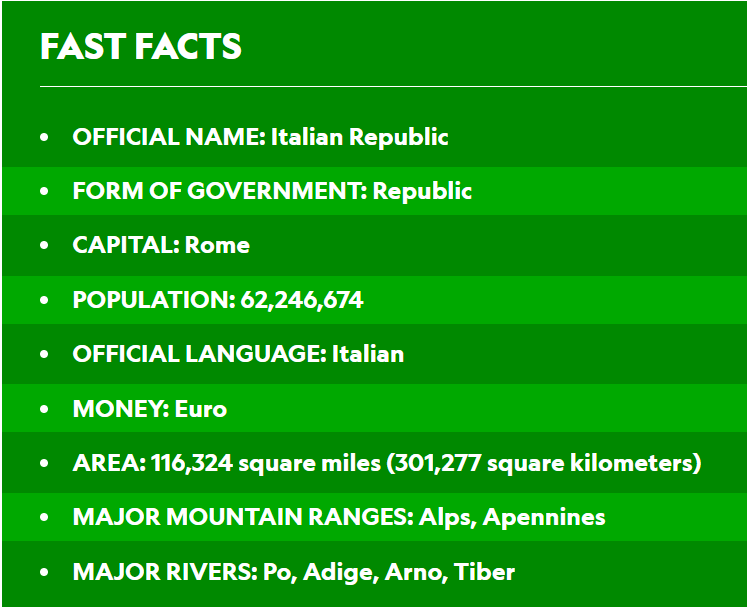 FAST FACTS
• OFFICIAL NAME: Italian Republic
• FORM OF GOVERNMENT: Republic
• CAPITAL: Rome
• POPULATION: 62,246,674
• OFFICIAL LANGUAGE: Italian
• MONEY: Euro
• AREA: 116,324 square miles (301,277 square kilometers)
• MAJOR MOUNTAIN RANGES: Alps, Apennines
• MAJOR RIVERS: Po, Adige, Arno, Tiber